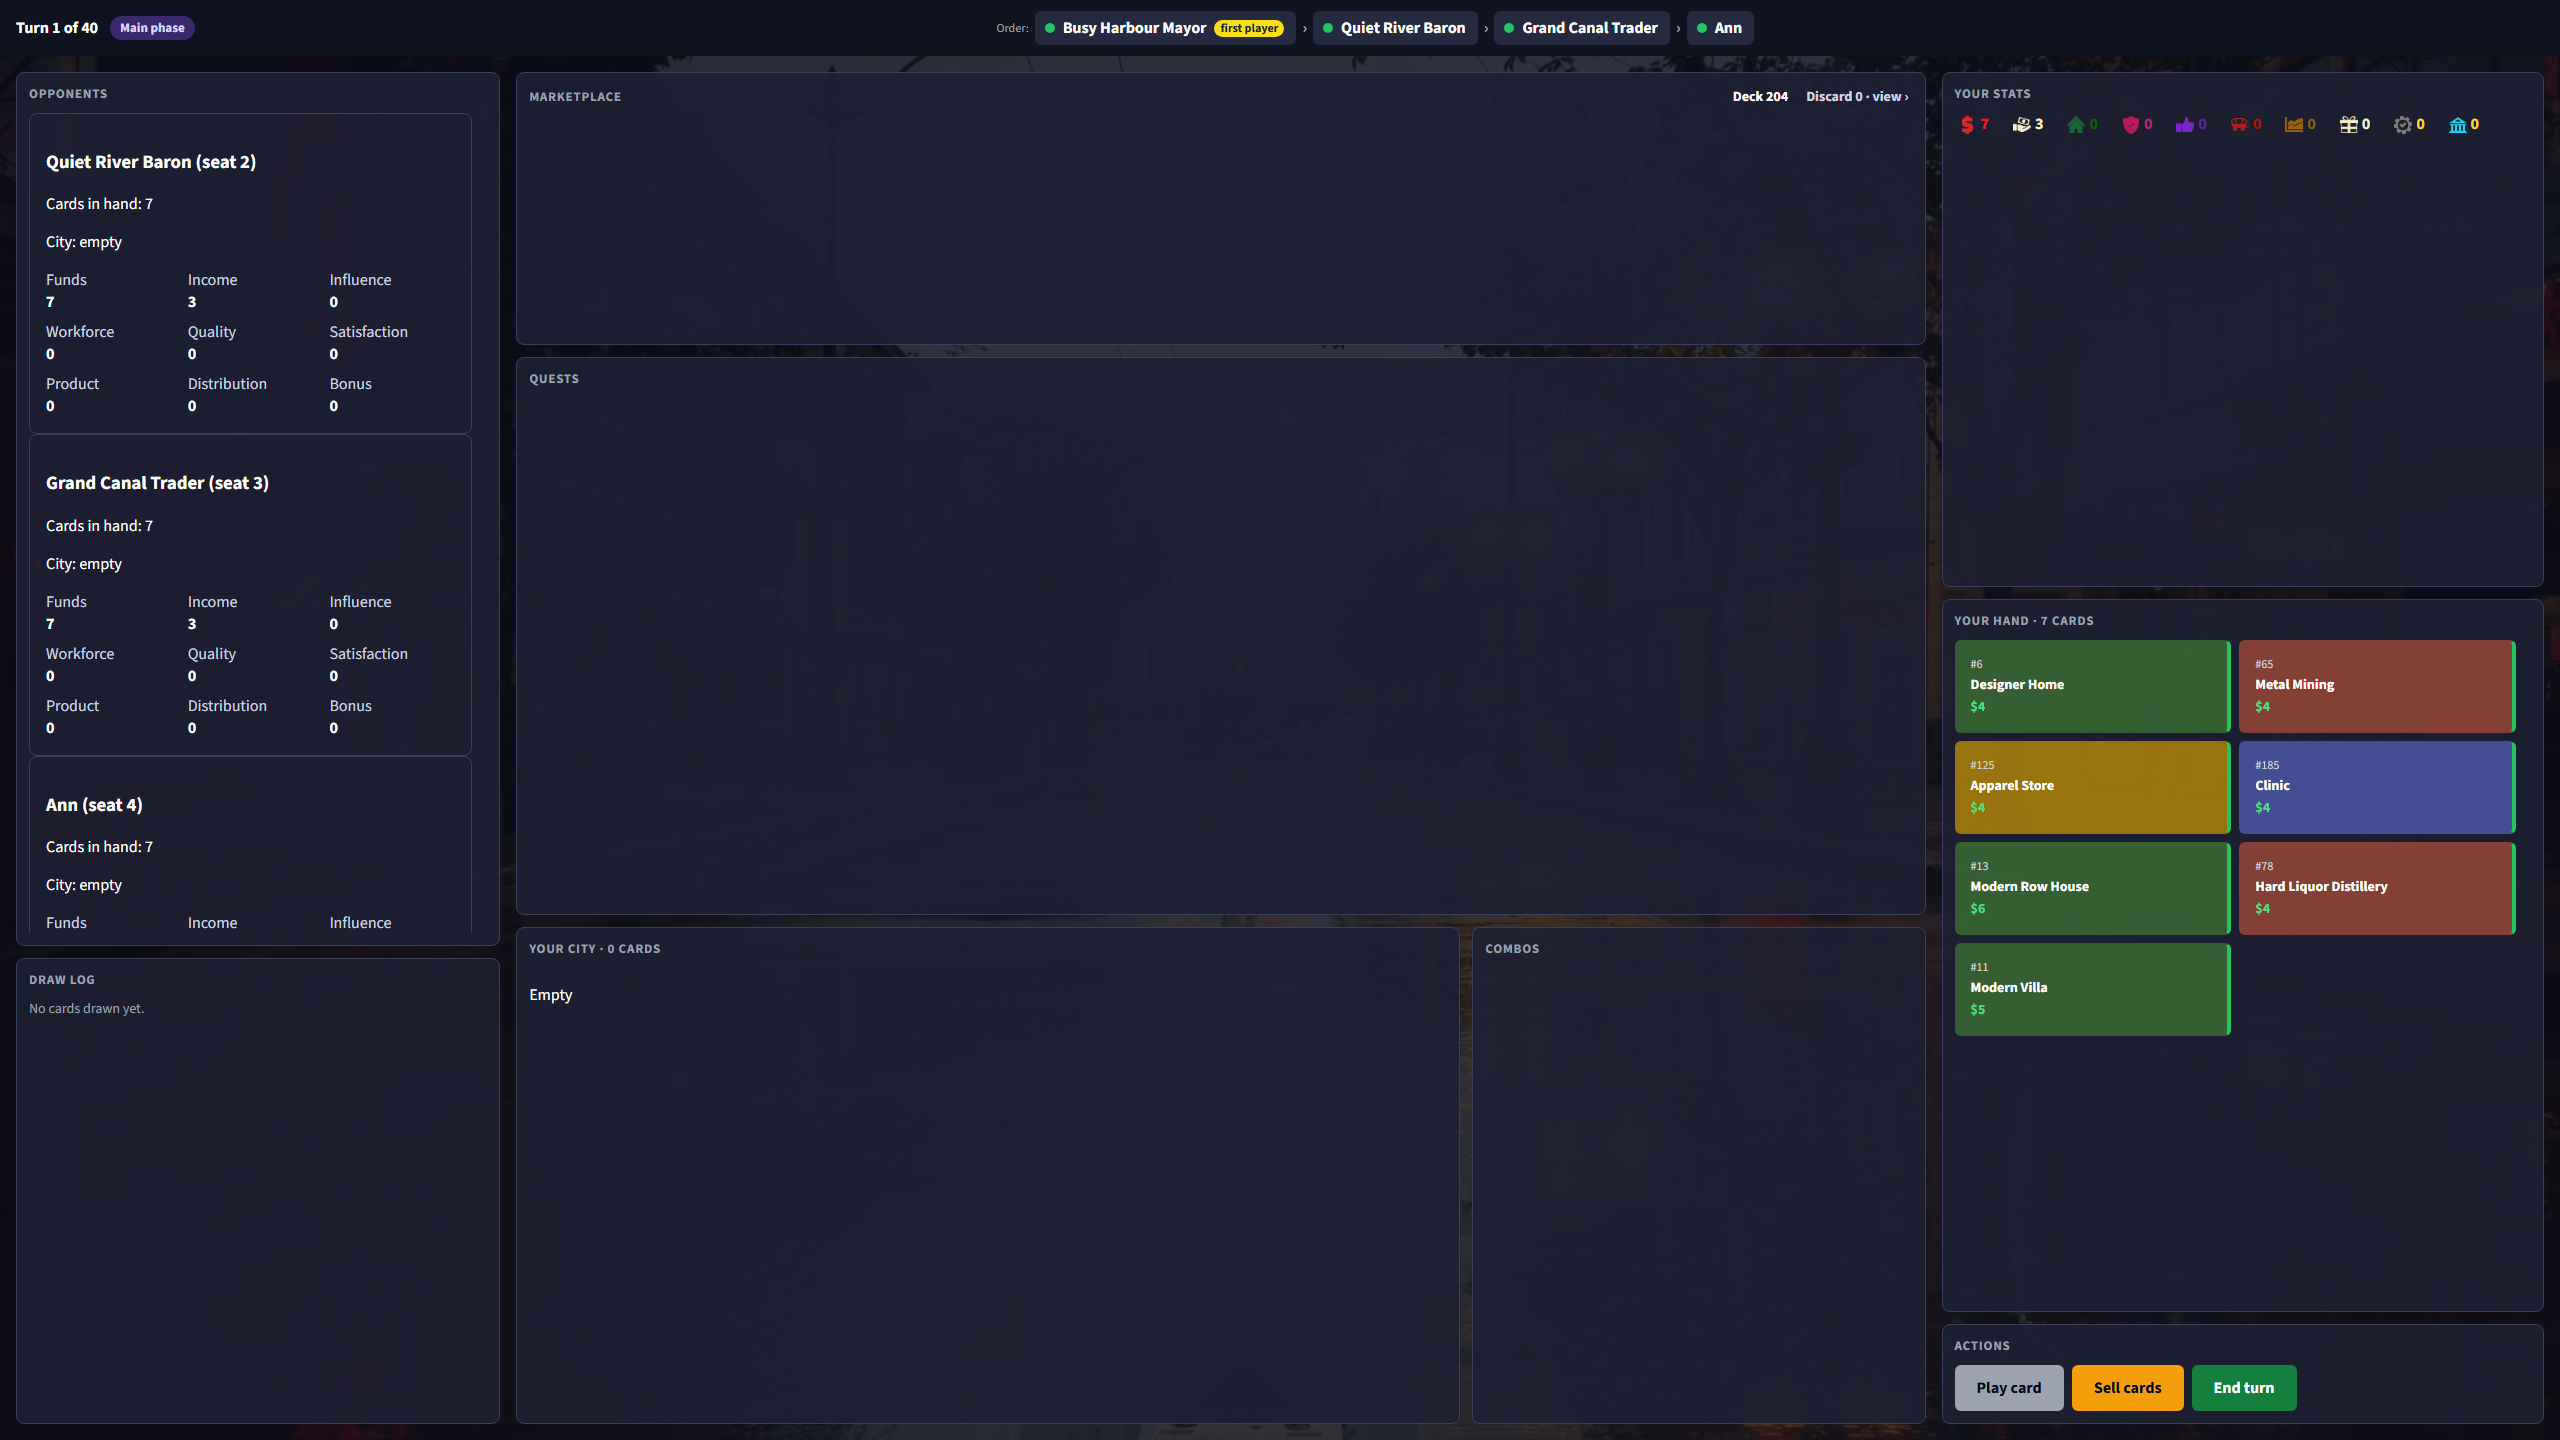 Turn 1 of 40
Main phase
Order:
Busy Harbour Mayor first player › Quiet River Baron › Grand Canal Trader › Ann
OPPONENTS
Quiet River Baron (seat 2)
Cards in hand: 7
City: empty
Funds Income Influence
7 3 0
Workforce Quality Satisfaction
0 0 0
Product Distribution Bonus
0 0 0
Grand Canal Trader (seat 3)
Cards in hand: 7
City: empty
Funds Income Influence
7 3 0
Workforce Quality Satisfaction
0 0 0
Product Distribution Bonus
0 0 0
Ann (seat 4)
Cards in hand: 7
City: empty
Funds Income Influence
DRAW LOG
No cards drawn yet.
MARKETPLACE
Deck 204 Discard 0 · view ›
QUESTS
YOUR CITY · 0 CARDS
Empty
COMBOS
YOUR STATS
7 3 0 0 0 0 0 0 0 0
YOUR HAND · 7 CARDS
#6
Designer Home
$4
#65
Metal Mining
$4
#125
Apparel Store
$4
#185
Clinic
$4
#13
Modern Row House
$6
#78
Hard Liquor Distillery
$4
#11
Modern Villa
$5
ACTIONS
Play card Sell cards End turn